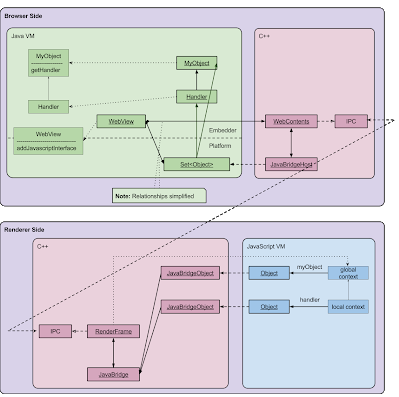 Browser Side
Java VM
C++
MyObject
getHandler
MyObject
Handler
Handler
WebView
WebContents
IPC
WebView
addJavascriptInterface
Embedder
Platform
Set<Object>
JavaBridgeHost
Note: Relationships simplified
Renderer Side
C++
JavaScript VM
JavaBridgeObject
Object
myObject
global
context
JavaBridgeObject
Object
handler
local context
IPC
RenderFrame
JavaBridge